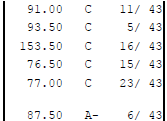 91.00 C 11/ 43
93.50 C 5/ 43
153.50 C 16/ 43
76.50 C 15/ 43
77.00 C 23/ 43
87.50 A- 6/ 43